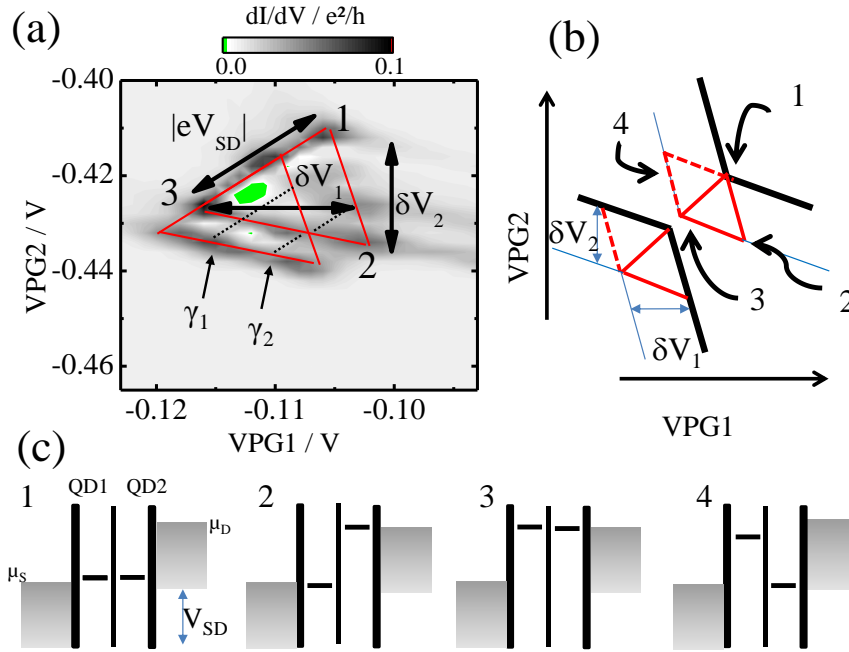 (a)
dI/dV / e²/h
0.0
0.1
-0.40
-0.42
-0.44
-0.46
VPG2 / V
-0.12
-0.11
-0.10
VPG1 / V
|eV_SD|
1
3
δV_1
δV_2
2
γ_1
γ_2
(b)
1
4
VPG2
δV_2
3
2
δV_1
VPG1
(c)
1
QD1
QD2
2
3
4
μ_D
μ_S
V_SD